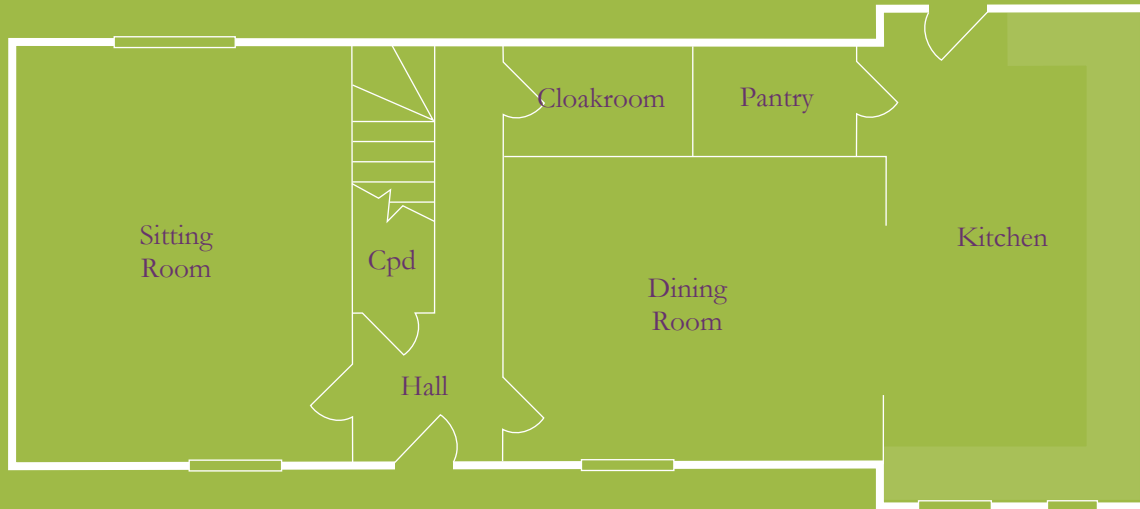 Cloakroom
Pantry
Sitting
Room
Kitchen
Cpd
Dining
Room
Hall